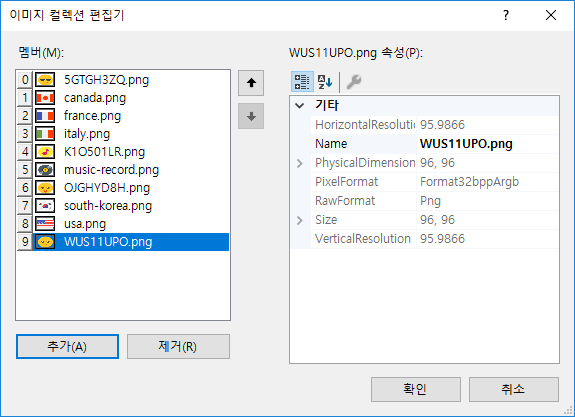 이미지 컬렉션 편집기
멤버(M):
0 5GTGH3ZQ.png
1 canada.png
2 france.png
3 italy.png
4 K1O501LR.png
5 music-record.png
6 OJGHYD8H.png
7 south-korea.png
8 usa.png
9 WUS11UPO.png
추가(A)
제거(R)
WUS11UPO.png 속성(P):
기타
HorizontalResolutio 95.9866
Name WUS11UPO.png
PhysicalDimension 96, 96
PixelFormat Format32bppArgb
RawFormat Png
Size 96, 96
VerticalResolution 95.9866
확인
취소